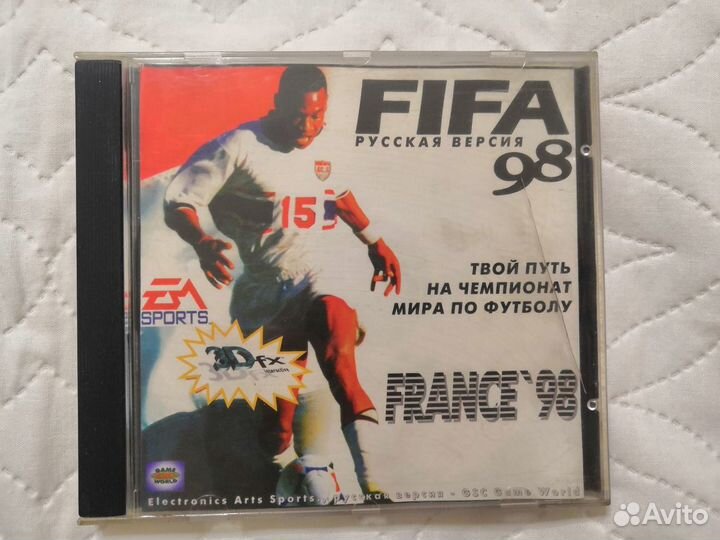 FIFA
РУССКАЯ ВЕРСИЯ
98
15
ТВОЙ ПУТЬ
НА ЧЕМПИОНАТ
МИРА ПО ФУТБОЛУ
EA
SPORTS
3Dfx
FRANCE`98
GAME
WORLD
Electronics Arts Sports, русская версия - GSC Game World
Avito